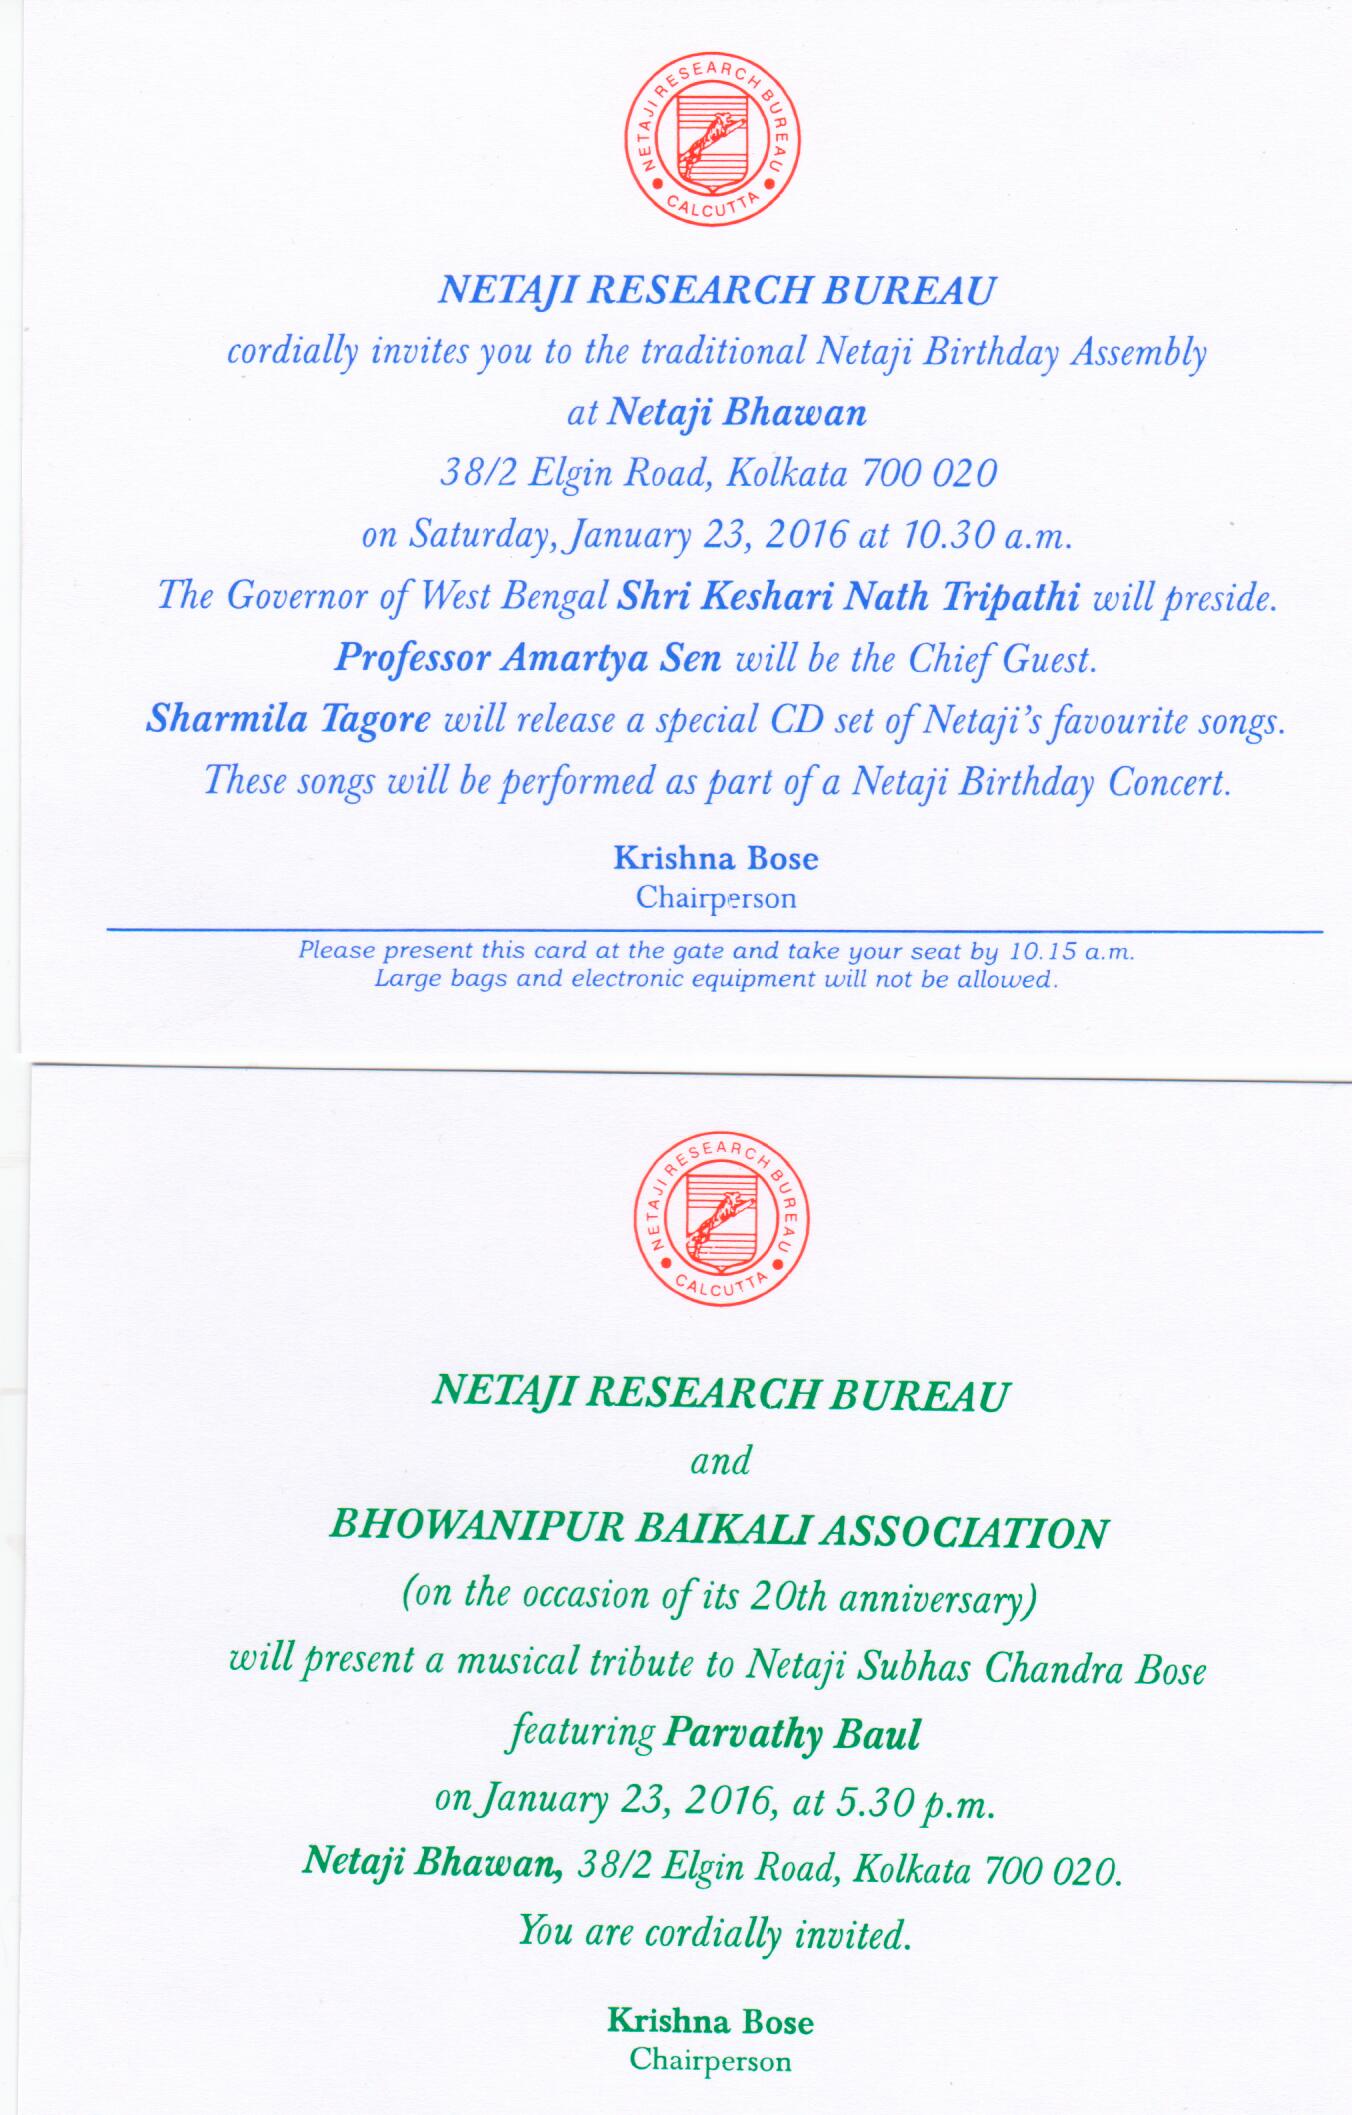 NETAJI RESEARCH BUREAU
CALCUTTA
NETAJI RESEARCH BUREAU
cordially invites you to the traditional Netaji Birthday Assembly
at Netaji Bhawan
38/2 Elgin Road, Kolkata 700 020
on Saturday, January 23, 2016 at 10.30 a.m.
The Governor of West Bengal Shri Keshari Nath Tripathi will preside.
Professor Amartya Sen will be the Chief Guest.
Sharmila Tagore will release a special CD set of Netaji's favourite songs.
These songs will be performed as part of a Netaji Birthday Concert.
Krishna Bose
Chairperson
Please present this card at the gate and take your seat by 10.15 a.m.
Large bags and electronic equipment will not be allowed.
NETAJI RESEARCH BUREAU
CALCUTTA
NETAJI RESEARCH BUREAU
and
BHOWANIPUR BAIKALI ASSOCIATION
(on the occasion of its 20th anniversary)
will present a musical tribute to Netaji Subhas Chandra Bose
featuring Parvathy Baul
on January 23, 2016, at 5.30 p.m.
Netaji Bhawan, 38/2 Elgin Road, Kolkata 700 020.
You are cordially invited.
Krishna Bose
Chairperson